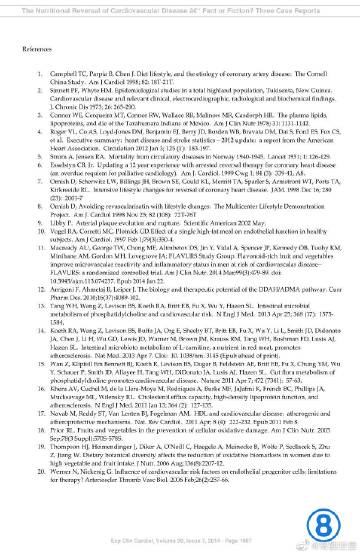 The Nutritional Reversal of Cardiovascular Disease â€“ Fact or Fiction? Three Case Reports
References
1. Campbell TC, Parpia B, Chen J. Diet, lifestyle, and the etiology of coronary artery disease: The Cornell
China Study. Am J Cardiol 1998; 82: 18T-21T.
2. Sinnett PF, Whyte HM. Epidemiological studies in a total highland population, Tukisenta, New Guinea.
Cardiovascular disease and relevant clinical, electrocardiographic, radiological and biochemical findings.
J. Chronic Dis 1973; 26: 265-290.
3. Connor WE, Cerqueira MT, Connor RW, Wallace RB, Malinow MR, Casdorph HR. The plasma lipids,
lipoproteins, and diet of the Tarahumara Indians of Mexico. Am J Clin Nutr 1978; 31: 1131-1142.
4. Roger VL, Go AS, Lloyd-Jones DM, Benjamin EJ, Berry JD, Borden WB, Bravata DM, Dai S, Ford ES, Fox CS,
et al. Executive summary: heart disease and stroke statistics – 2012 update: a report from the American
Heart Association. Circulation 2012 Jan 3; 125 (1): 188-197.
5. Strom A, Jensen RA. Mortality from circulatory diseases in Norway 1940-1945. Lancet 1951; 1: 126-129.
6. Esselstyn CB, Jr. Updating a 12-year experience with arrest and reversal therapy for coronary heart disease
(an overdue requiem for palliative cardiology). Am J. Cardiol. 1999 Aug 1; 84 (3): 339-41, A8.
7. Ornish D, Scherwitz LW, Billings JH, Brown SE, Gould KL, Merritt TA, Sparler S, Armstrong WT, Ports TA,
Kirkeeide RL. Intensive lifestyle changes for reversal of coronary heart disease. JAMA. 1998 Dec 16; 280
(23): 2001-7
8. Ornish D. Avoiding revascularization with lifestyle changes: The Multicenter Lifestyle Demonstration
Project. Am J Cardiol 1998 Nov 25; 82 (10B): 72T-76T
9. Libby P. Arterial plaque evolution and rupture. Scientific American 2002 May.
10. Vogel RA, Corretti MC, Plotnick GD. Effect of a single high-fat meal on endothelial function in healthy
subjects. Am J Cardiol. 1997 Feb 1;79(3):350-4.
11. Macready AL, George TW, Chong MF, Alimbetov DS, Jin Y, Vidal A, Spencer JP, Kennedy OB, Tuohy KM,
Minihane AM, Gordon MH, Lovegrove JA; FLAVURS Study Group. Flavonoid-rich fruit and vegetables
improve microvascular reactivity and inflammatory status in men at risk of cardiovascular disease--
FLAVURS: a randomized controlled trial. Am J Clin Nutr. 2014 Mar;99(3):479-89. doi:
10.3945/ajcn.113.074237. Epub 2014 Jan 22.
12. Arrigoni F, Ahmetaj B, Leiper J. The biology and therapeutic potential of the DDAH/ADMA pathway. Curr
Pharm Des. 2010;16(37):4089-102.
13. Tang WH, Wang Z, Levison BS, Koeth RA, Britt EB, Fu X, Wu Y, Hazen SL. Intestinal microbial
metabolism of phosphatidylcholine and cardiovascular risk. N Engl J Med. 2013 Apr 25; 368 (17): 1575-
1584.
14. Koeth RA, Wang Z, Levison BS, Buffa JA, Org E, Sheehy BT, Britt EB, Fu X, Wu Y, Li L, Smith JD, DiDonato
JA, Chen J, Li H, Wu GD, Lewis JD, Warrier M, Brown JM, Krauss RM, Tang WH, Bushman FD, Lusis AJ,
Hazen SL. Intestinal microbiota metabolism of L-carnitine, a nutrient in red meat, promotes
atherosclerosis. Nat Med. 2013 Apr 7. Clin: 10. 1038/nm. 3145 (Epub ahead of print).
15. Wan Z, Klipfell E, Bennett BJ, Koeth R, Levison BS, Dugar B, Feldstein AE, Britt EB, Fu X, Chung YM, Wu
Y, Schauer P, Smith JD, Allayee H, Tang WH, DiDonato JA, Lusis AJ, Hazen SL. Gut flora metabolism of
phosphatidylcholine promotes cardiovascular disease. Nature 2011 Apr 7; 472 (7341): 57-63.
16. Khera AV, Cuchel M, de la Llera-Moya M, Rodrigues A, Burke MF, Jafri K, French BC, Phillips JA,
Mucksavage ML, Wilensky RL. Cholesterol efflux capacity, high-density lipoprotein function, and
atherosclerosis. N Engl J Med. 2011 Jan 13; 364 (2): 127-135.
17. Navab M, Reddy ST, Van Lenten BJ, Fogelman AM. HDL and cardiovascular disease: atherogenic and
atheroprotective mechanisms. Nat. Rev. Cardiol. 2011 Apr; 8 (4): 222-232.
18. Prior RL. Fruits and vegetables in the prevention of cellular oxidative damage. Am J Clin Nutr. 2003
Sep;78(3 Suppl):570S-578S.
19. Thompson HJ, Heimendinger J, Diker A, O'Neill C, Haegele A, Meinecke B, Wolfe P, Sedlacek S, Zhu
Z, Jiang W. Dietary botanical diversity affects the reduction of oxidative biomarkers in women due to
high vegetable and fruit intake. J Nutr. 2006 Aug;136(8):2207-12.
20. Werner N, Nickenig G. Influence of cardiovascular risk factors on endothelial progenitor cells: limitations
for therapy? Arterioscler Thromb Vasc Biol. 2006 Feb;26(2):257-66.
8
Exp Clin Cardiol, Volume 20, Issue 7, 2014 - Page 1987